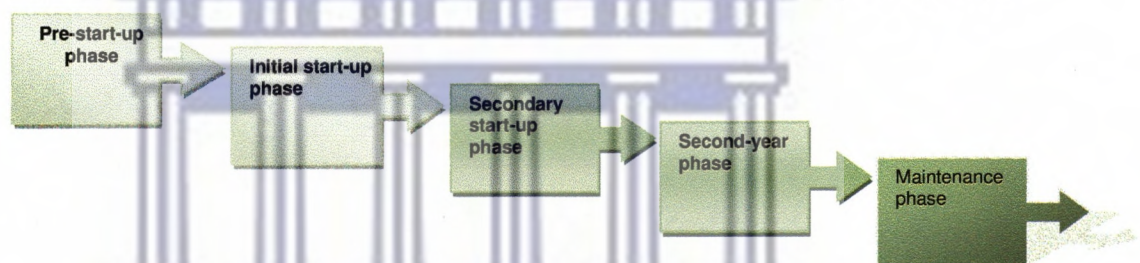 Pre-start-up
phase
Initial start-up
phase
Secondary
start-up
phase
Second-year
phase
Maintenance
phase